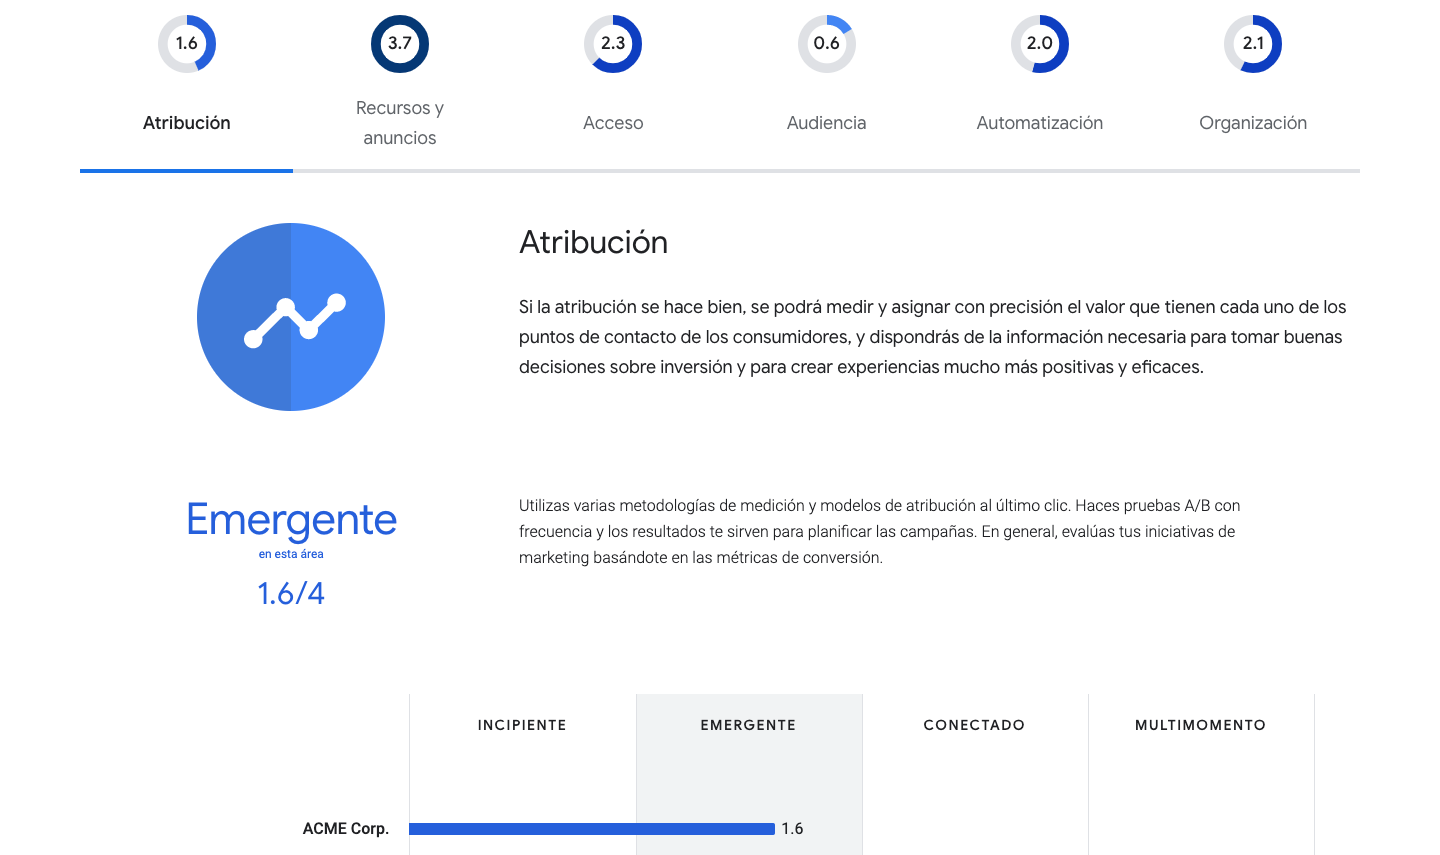 1.6 3.7 2.3 0.6 2.0 2.1
Atribución
Recursos y
anuncios
Acceso
Audiencia
Automatización
Organización
Atribución
Si la atribución se hace bien, se podrá medir y asignar con precisión el valor que tienen cada uno de los
puntos de contacto de los consumidores, y dispondrás de la información necesaria para tomar buenas
decisiones sobre inversión y para crear experiencias mucho más positivas y eficaces.
Emergente
en esta área
1.6/4
Utilizas varias metodologías de medición y modelos de atribución al último clic. Haces pruebas A/B con
frecuencia y los resultados te sirven para planificar las campañas. En general, evalúas tus iniciativas de
marketing basándote en las métricas de conversión.
INCIPIENTE EMERGENTE CONECTADO MULTIMOMENTO
ACME Corp. 1.6